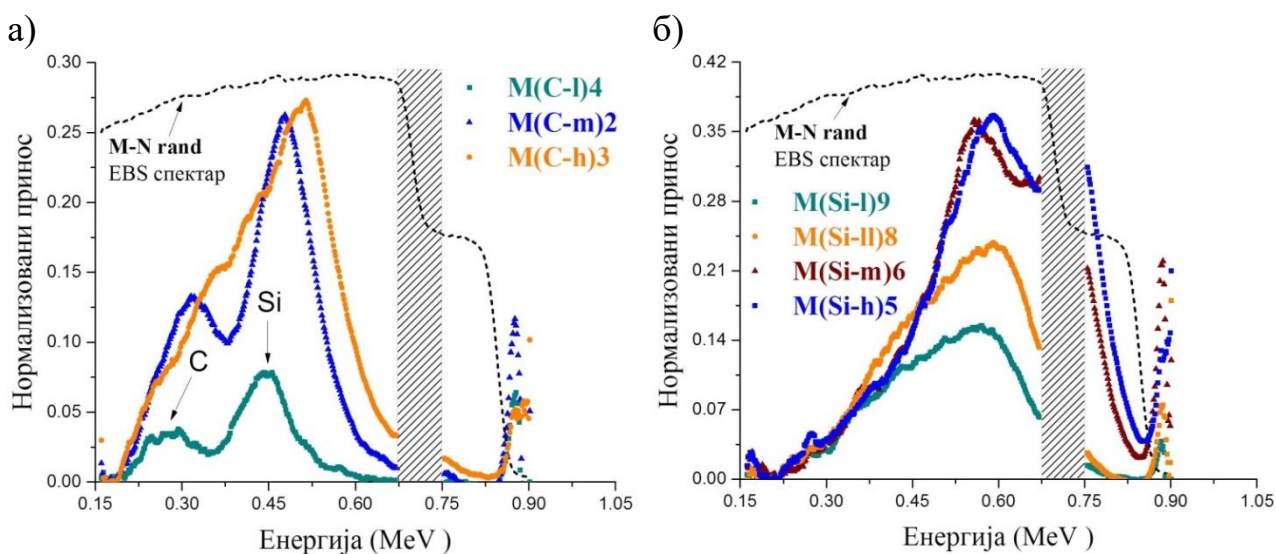 а)
0.30
0.25
0.20
0.15
0.10
0.05
0.00
Нормализовани принос
M-N rand
EBS спектар
M(C-l)4
M(C-m)2
M(C-h)3
C
Si
0.15
0.30
0.45
0.60
0.75
0.90
1.05
Енергија (MeV )
б)
0.42
0.35
0.28
0.21
0.14
0.07
0.00
Нормализовани принос
M-N rand
EBS спектар
M(Si-l)9
M(Si-ll)8
M(Si-m)6
M(Si-h)5
0.15
0.30
0.45
0.60
0.75
0.90
1.05
Енергија (MeV )